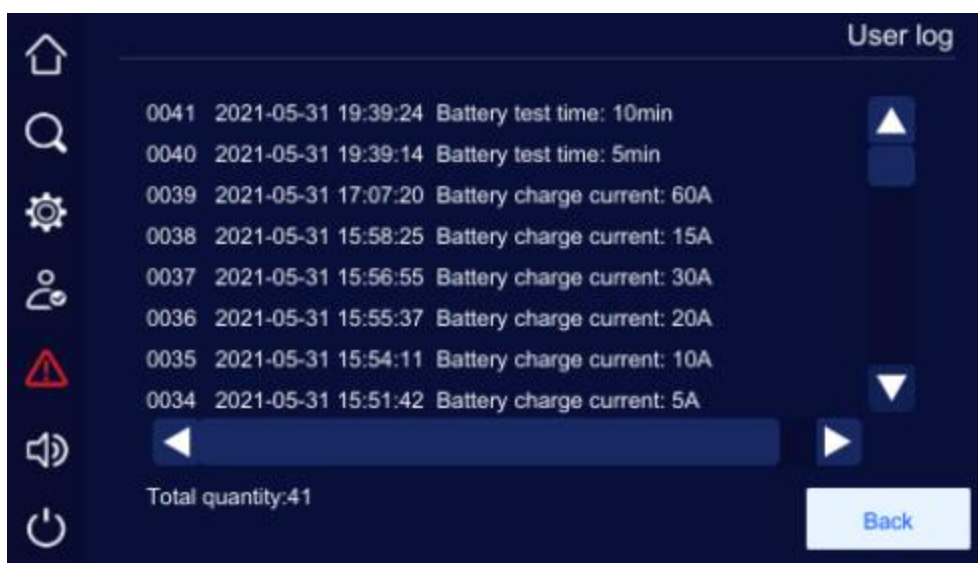 User log
0041 2021-05-31 19:39:24 Battery test time: 10min
0040 2021-05-31 19:39:14 Battery test time: 5min
0039 2021-05-31 17:07:20 Battery charge current: 60A
0038 2021-05-31 15:58:25 Battery charge current: 15A
0037 2021-05-31 15:56:55 Battery charge current: 30A
0036 2021-05-31 15:55:37 Battery charge current: 20A
0035 2021-05-31 15:54:11 Battery charge current: 10A
0034 2021-05-31 15:51:42 Battery charge current: 5A
Total quantity:41
Back